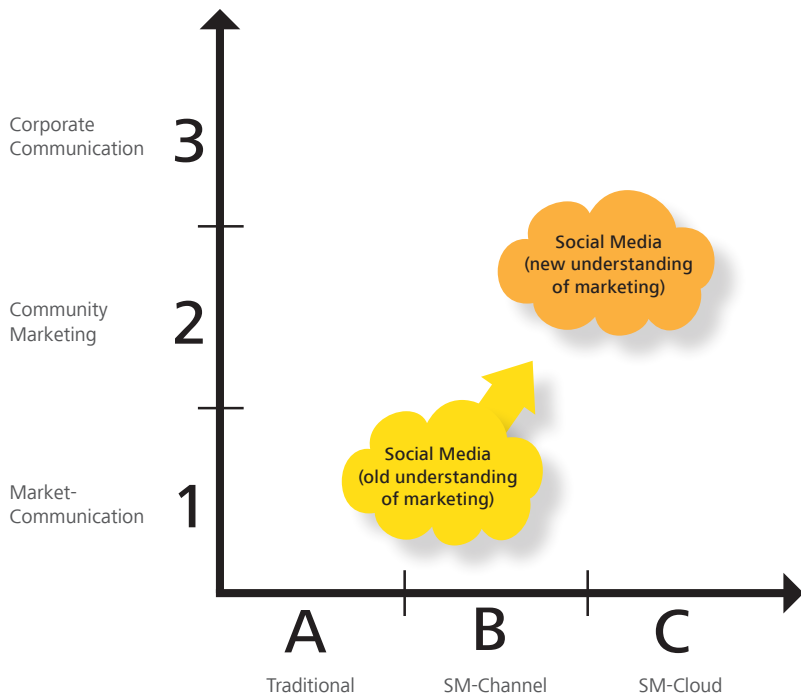 Corporate
Communication
3
Social Media
(new understanding
of marketing)
Community
Marketing
2
Social Media
(old understanding
of marketing)
Market-
Communication
1
A
B
C
Traditional
SM-Channel
SM-Cloud